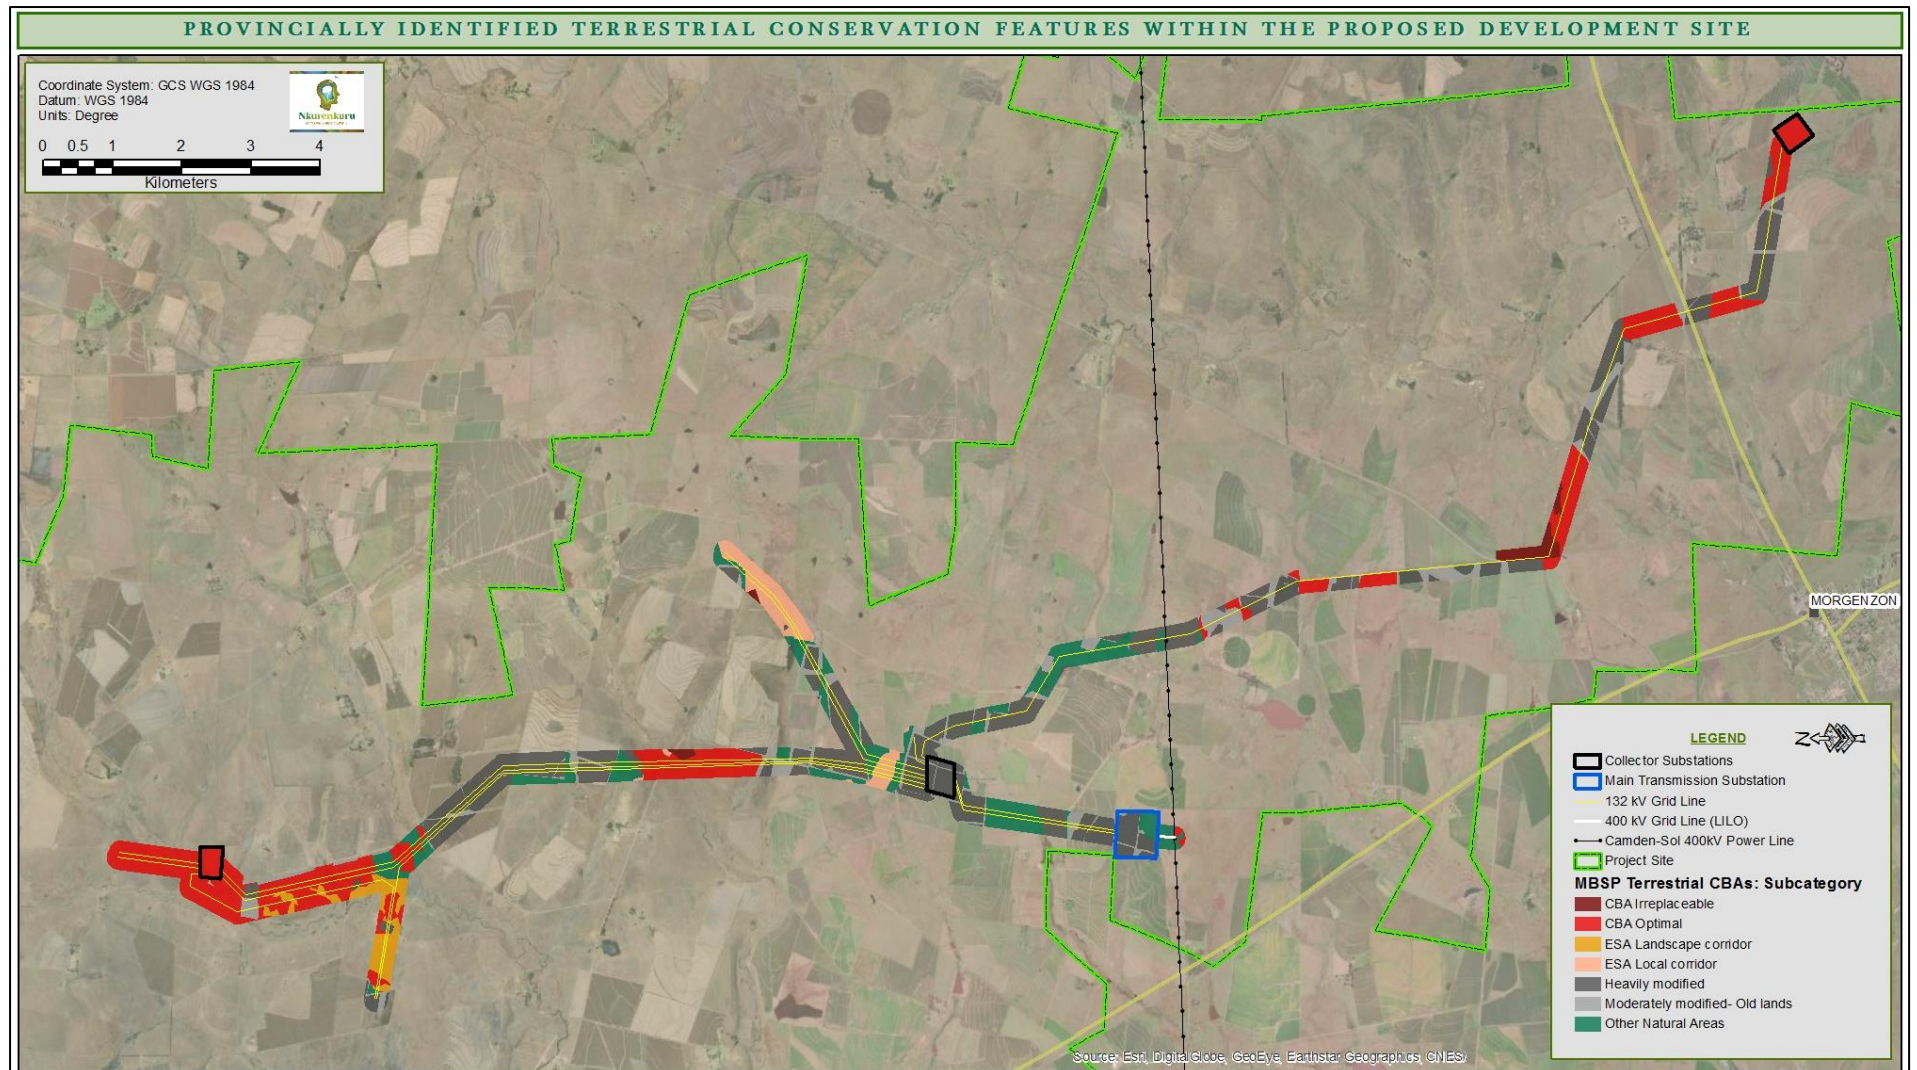 PROVINCIALLY IDENTIFIED TERRESTRIAL CONSERVATION FEATURES WITHIN THE PROPOSED DEVELOPMENT SITE
Coordinate System: GCS WGS 1984
Datum: WGS 1984
Units: Degree
Nkurenkuru
0 0.5 1 2 3 4
Kilometers
MORGENZON
LEGEND
N
Collector Substations
Main Transmission Substation
132 kV Grid Line
400 kV Grid Line (LILO)
Camden-Sol 400kV Power Line
Project Site
MBSP Terrestrial CBAs: Subcategory
CBA Irreplaceable
CBA Optimal
ESA Landscape corridor
ESA Local corridor
Heavily modified
Moderately modified- Old lands
Other Natural Areas
Source: Esri, DigitalGlobe, GeoEye, Earthstar Geographics, CNES/